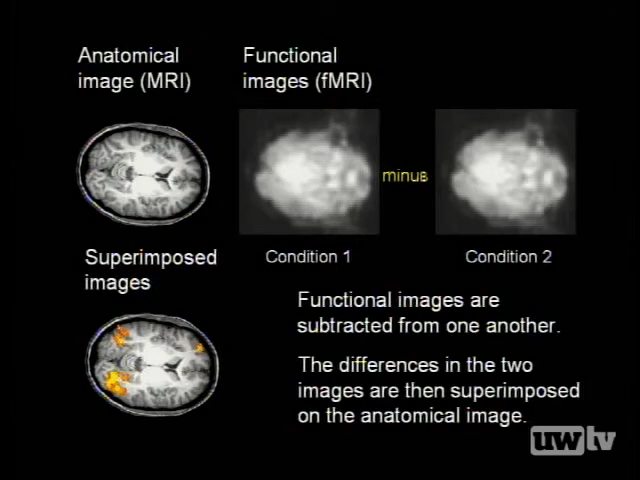 Anatomical
image (MRI)
Functional
images (fMRI)
minus
Condition 1
Condition 2
Superimposed
images
Functional images are
subtracted from one another.
The differences in the two
images are then superimposed
on the anatomical image.
uwtv